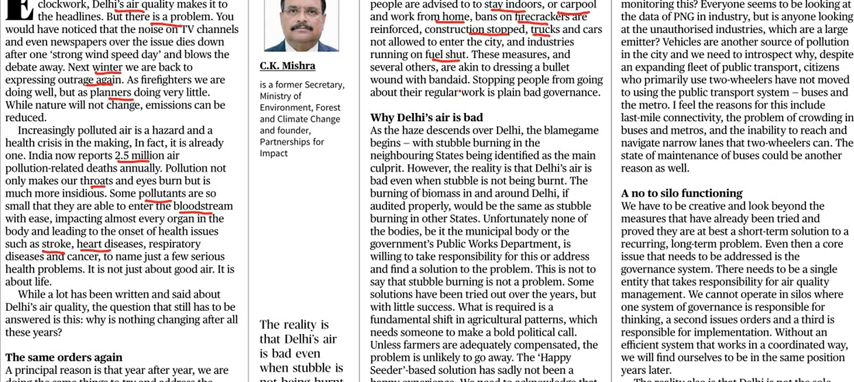 E
clockwork, Delhi's air quality makes it to
the headlines. But there is a problem. You
would have noticed that the noise on TV channels
and even newspapers over the issue dies down
after one 'strong wind speed day' and blows the
debate away. Next winter we are back to
expressing outrage again. As firefighters we are
doing well, but as planners doing very little.
While nature will not change, emissions can be
reduced.
Increasingly polluted air is a hazard and a
health crisis in the making, In fact, it is already
one. India now reports 2.5 million air
pollution-related deaths annually. Pollution not
only makes our throats and eyes burn but is
much more insidious. Some pollutants are so
small that they are able to enter the bloodstream
with ease, impacting almost every organ in the
body and leading to the onset of health issues
such as stroke, heart diseases, respiratory
diseases and cancer, to name just a few serious
health problems. It is not just about good air. It is
about life.
While a lot has been written and said about
Delhi's air quality, the question that still has to be
answered is this: why is nothing changing after all
these years?
The same orders again
A principal reason is that year after year, we are
C.K. Mishra
is a former Secretary,
Ministry of
Environment, Forest
and Climate Change
and founder,
Partnerships for
Impact
The reality is
that Delhi's air
is bad even
when stubble is
not being burnt
people are advised to to stay indoors, or carpool
and work from home, bans on firecrackers are
reinforced, construction stopped, trucks and cars
not allowed to enter the city, and industries
running on fuel shut. These measures, and
several others, are akin to dressing a bullet
wound with bandaid. Stopping people from going
about their regular work is plain bad governance.
Why Delhi's air is bad
As the haze descends over Delhi, the blamegame
begins – with stubble burning in the
neighbouring States being identified as the main
culprit. However, the reality is that Delhi's air is
bad even when stubble is not being burnt. The
burning of biomass in and around Delhi, if
audited properly, would be the same as stubble
burning in other States. Unfortunately none of
the bodies, be it the municipal body or the
government's Public Works Department, is
willing to take responsibility for this or address
and find a solution to the problem. This is not to
say that stubble burning is not a problem. Some
solutions have been tried out over the years, but
with little success. What is required is a
fundamental shift in agricultural patterns, which
needs someone to make a bold political call.
Unless farmers are adequately compensated, the
problem is unlikely to go away. The 'Happy
Seeder'-based solution has sadly not been a
monitoring this? Everyone seems to be looking at
the data of PNG in industry, but is anyone looking
at the unauthorised industries, which are a large
emitter? Vehicles are another source of pollution
in the city and we need to introspect why, despite
an expanding fleet of public transport, citizens
who primarily use two-wheelers have not moved
to using the public transport system – buses and
the metro. I feel the reasons for this include
last-mile connectivity, the problem of crowding in
buses and metros, and the inability to reach and
navigate narrow lanes that two-wheelers can. The
state of maintenance of buses could be another
reason as well.
A no to silo functioning
We have to be creative and look beyond the
measures that have already been tried and
proved they are at best a short-term solution to a
recurring, long-term problem. Even then a core
issue that needs to be addressed is the
governance system. There needs to be a single
entity that takes responsibility for air quality
management. We cannot operate in silos where
one system of governance is responsible for
thinking, a second issues orders and a third is
responsible for implementation. Without an
efficient system that works in a coordinated way,
we will find ourselves to be in the same position
years later.